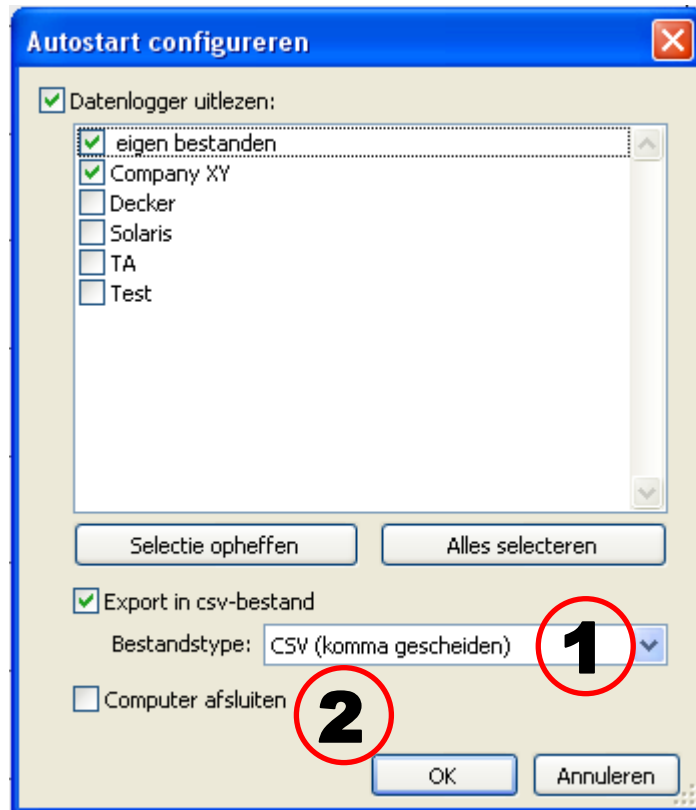 Autostart configureren
Datenlogger uitlezen:
eigen bestanden
Company XY
Decker
Solaris
TA
Test
Selectie opheffen Alles selecteren
Export in csv-bestand
Bestandstype: CSV (komma gescheiden) 1
Computer afsluiten 2
OK Annuleren